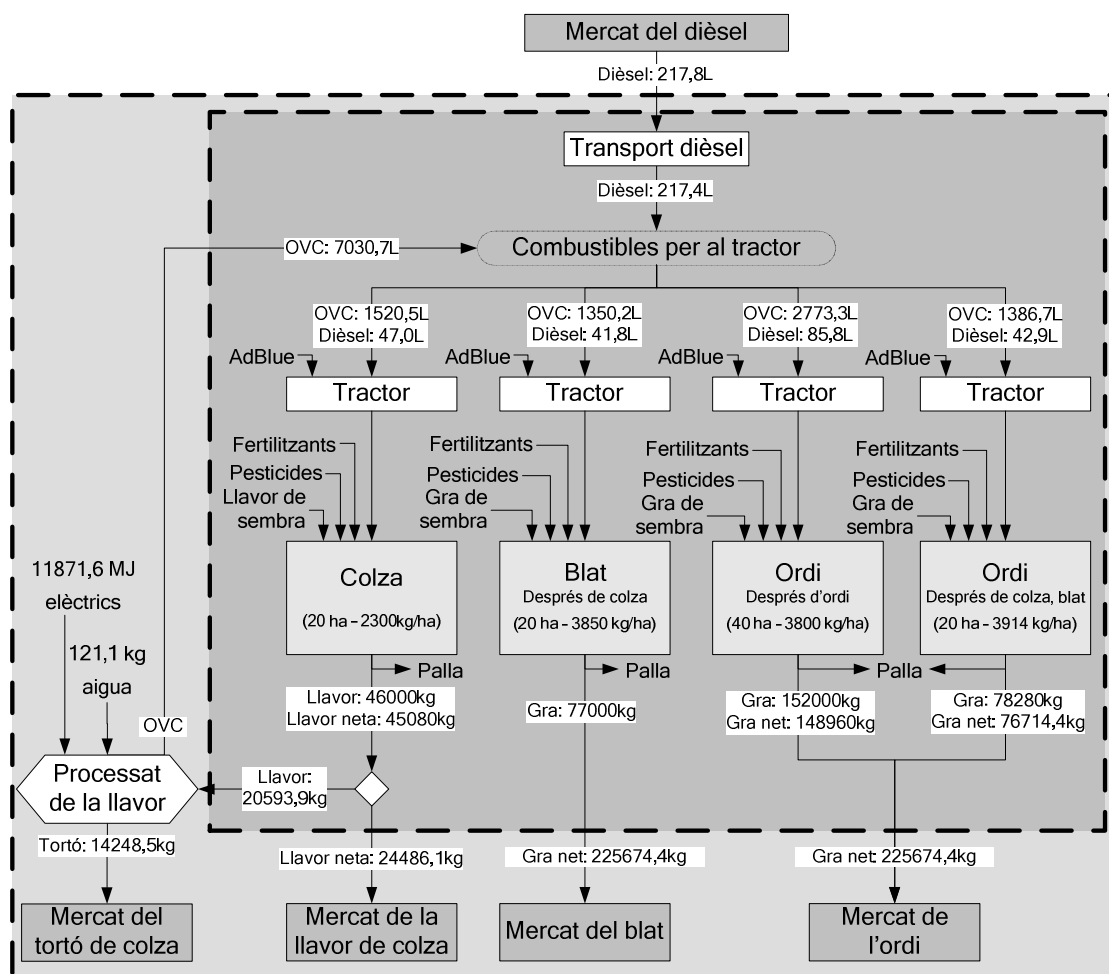 Mercat del dièsel
Dièsel: 217,8L
Transport dièsel
Dièsel: 217,4L
OVC: 7030,7L
Combustibles per al tractor
OVC: 1520,5L
Dièsel: 47,0L
OVC: 1350,2L
Dièsel: 41,8L
OVC: 2773,3L
Dièsel: 85,8L
OVC: 1386,7L
Dièsel: 42,9L
AdBlue
AdBlue
AdBlue
AdBlue
Tractor
Tractor
Tractor
Tractor
Fertilitzants
Pesticides
Llavor de
sembra
Fertilitzants
Pesticides
Gra de
sembra
Fertilitzants
Pesticides
Gra de
sembra
Fertilitzants
Pesticides
Gra de
sembra
Colza
(20 ha – 2300kg/ha)
Blat
Després de colza
(20 ha – 3850 kg/ha)
Ordi
Després d'ordi
(40 ha – 3800 kg/ha)
Ordi
Després de colza, blat
(20 ha – 3914 kg/ha)
11871,6 MJ
elèctrics
121,1 kg
aigua
OVC
Palla
Palla
Palla
Llavor: 46000kg
Llavor neta: 45080kg
Gra: 77000kg
Gra: 152000kg
Gra net: 148960kg
Gra: 78280kg
Gra net: 76714,4kg
Processat
de la llavor
Llavor:
20593,9kg
Tortó: 14248,5kg
Llavor neta: 24486,1kg
Gra net: 225674,4kg
Gra net: 225674,4kg
Mercat del
tortó de colza
Mercat de la
llavor de colza
Mercat del blat
Mercat de
l'ordi